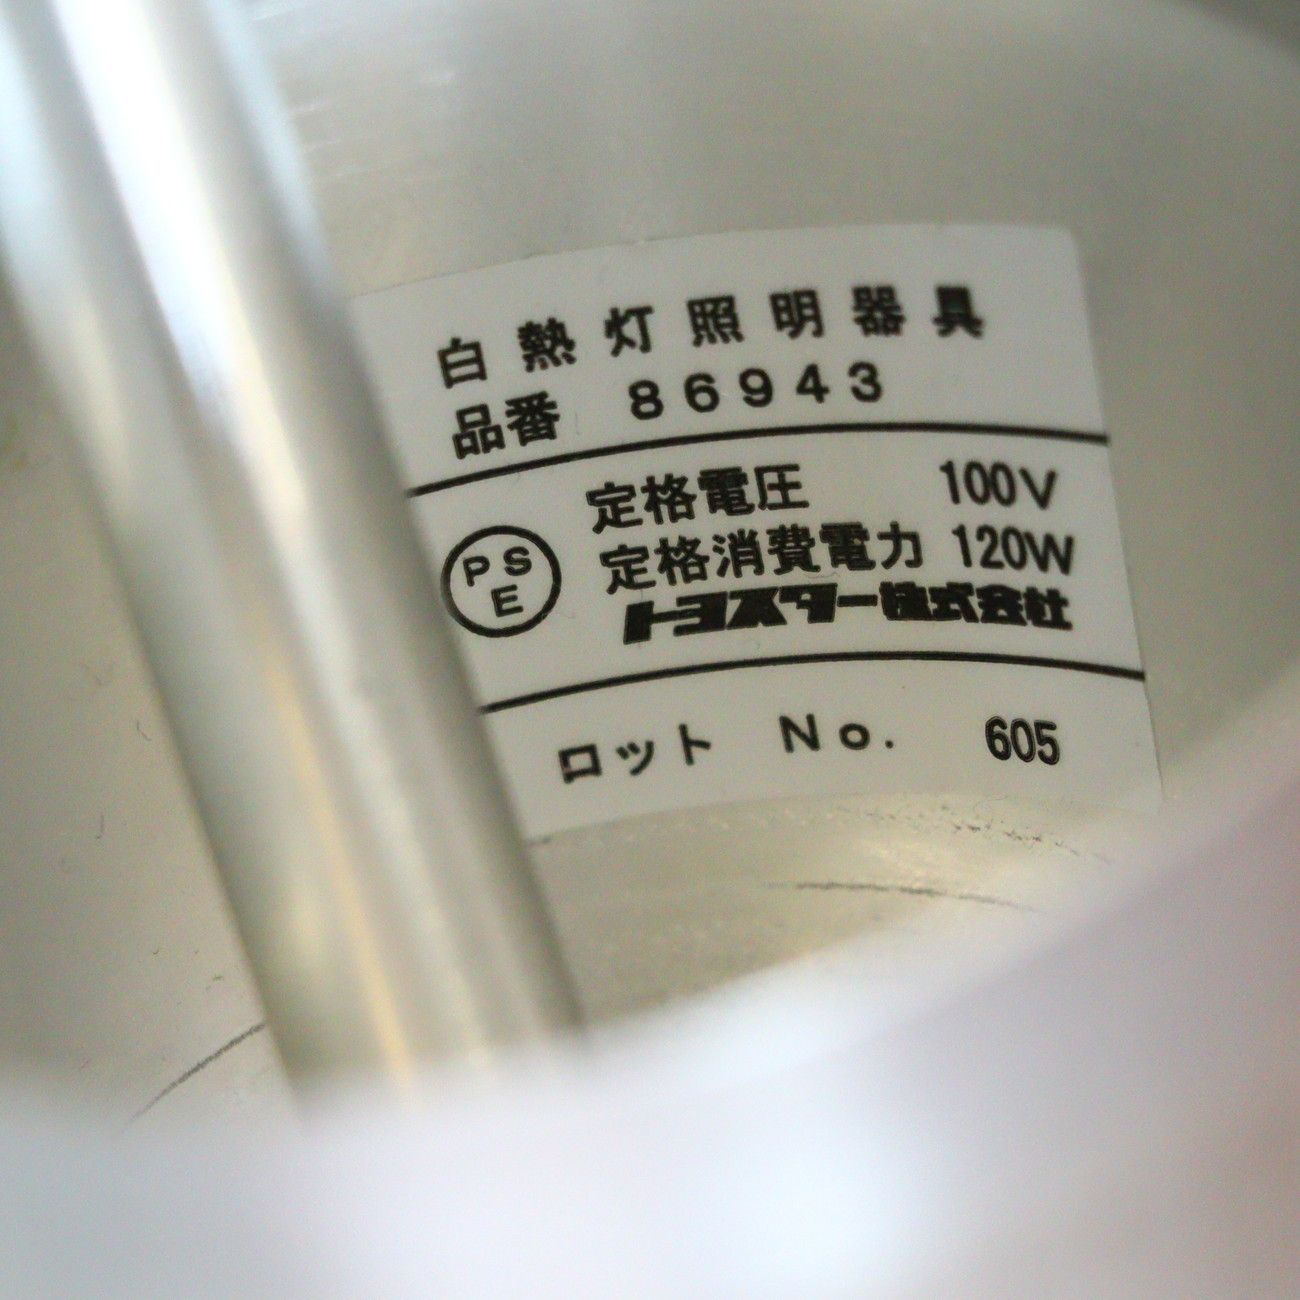 白熱灯照明器具
品番 86943
定格電圧 100V
PS
E
定格消費電力 120W
トヨスター株式会社
ロット No. 605